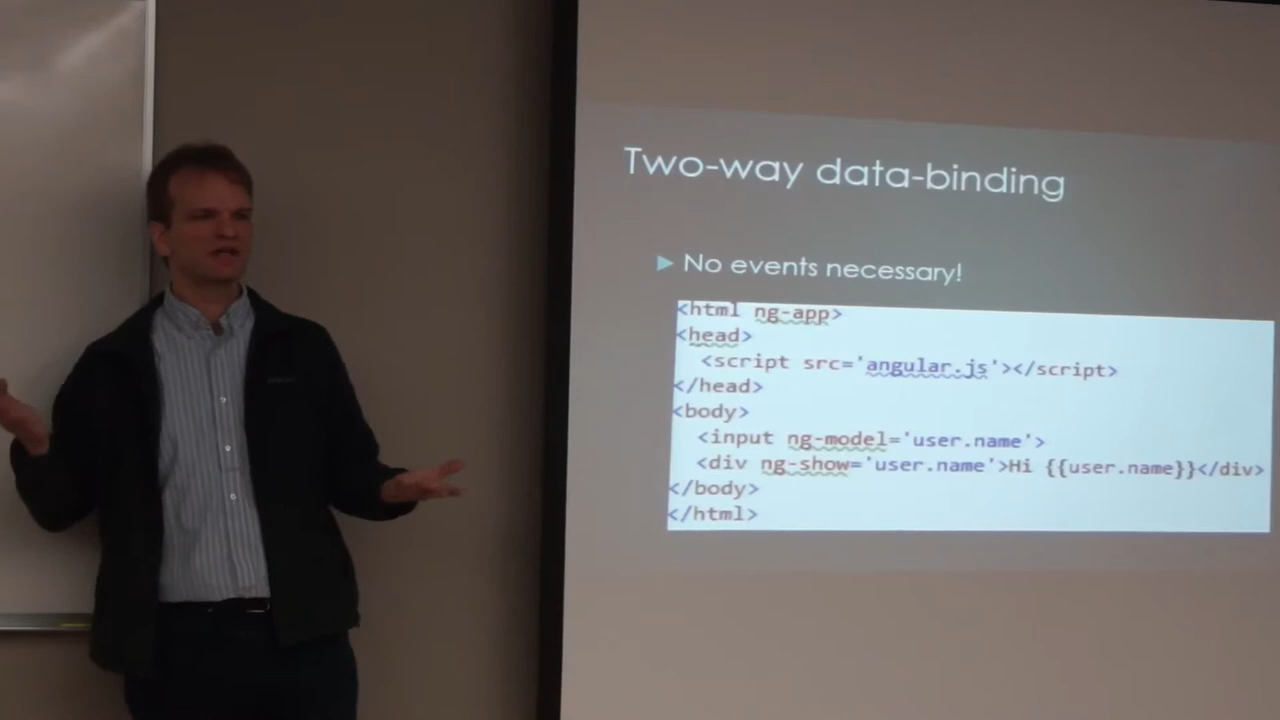 Two-way data-binding
No events necessary!
<html ng-app>
<head>
<script src='angular.js'></script>
</head>
<body>
<input ng-model='user.name'>
<div ng-show='user.name'>Hi {{user.name}}</div>
</body>
</html>